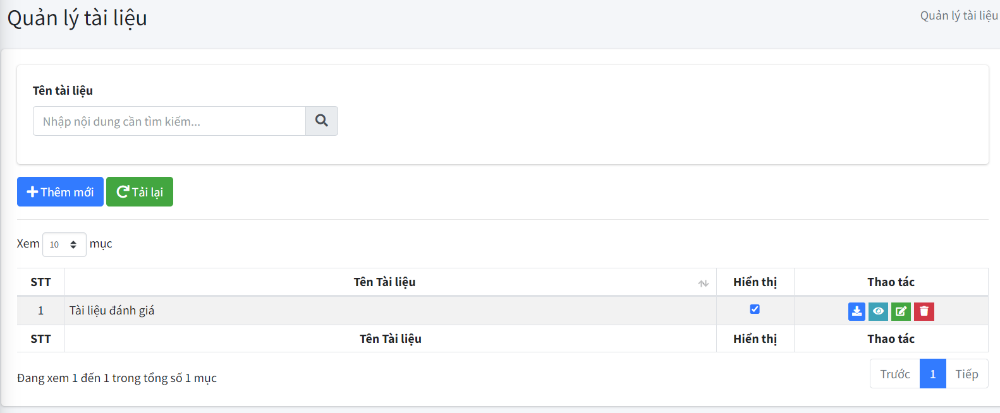 Quản lý tài liệu
Quản lý tài liệu
Tên tài liệu
Nhập nội dung cần tìm kiếm...
Thêm mới Tải lại
Xem 10 mục
STT Tên Tài liệu Hiển thị Thao tác
1 Tài liệu đánh giá
STT Tên Tài liệu Hiển thị Thao tác
Đang xem 1 đến 1 trong tổng số 1 mục
Trước 1 Tiếp